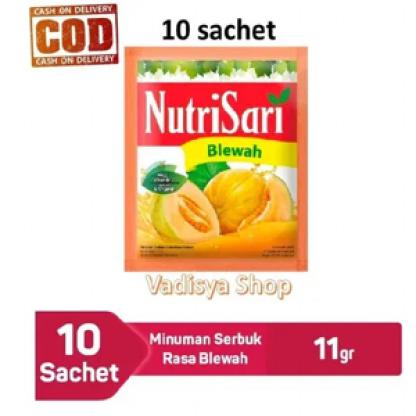 CASH ON DELIVERY
COD
CASH ON DELIVERY
10 sachet
NutriSari
Blewah
Vadisya Shop
10
Sachet
Minuman Serbuk
Rasa Blewah
11gr